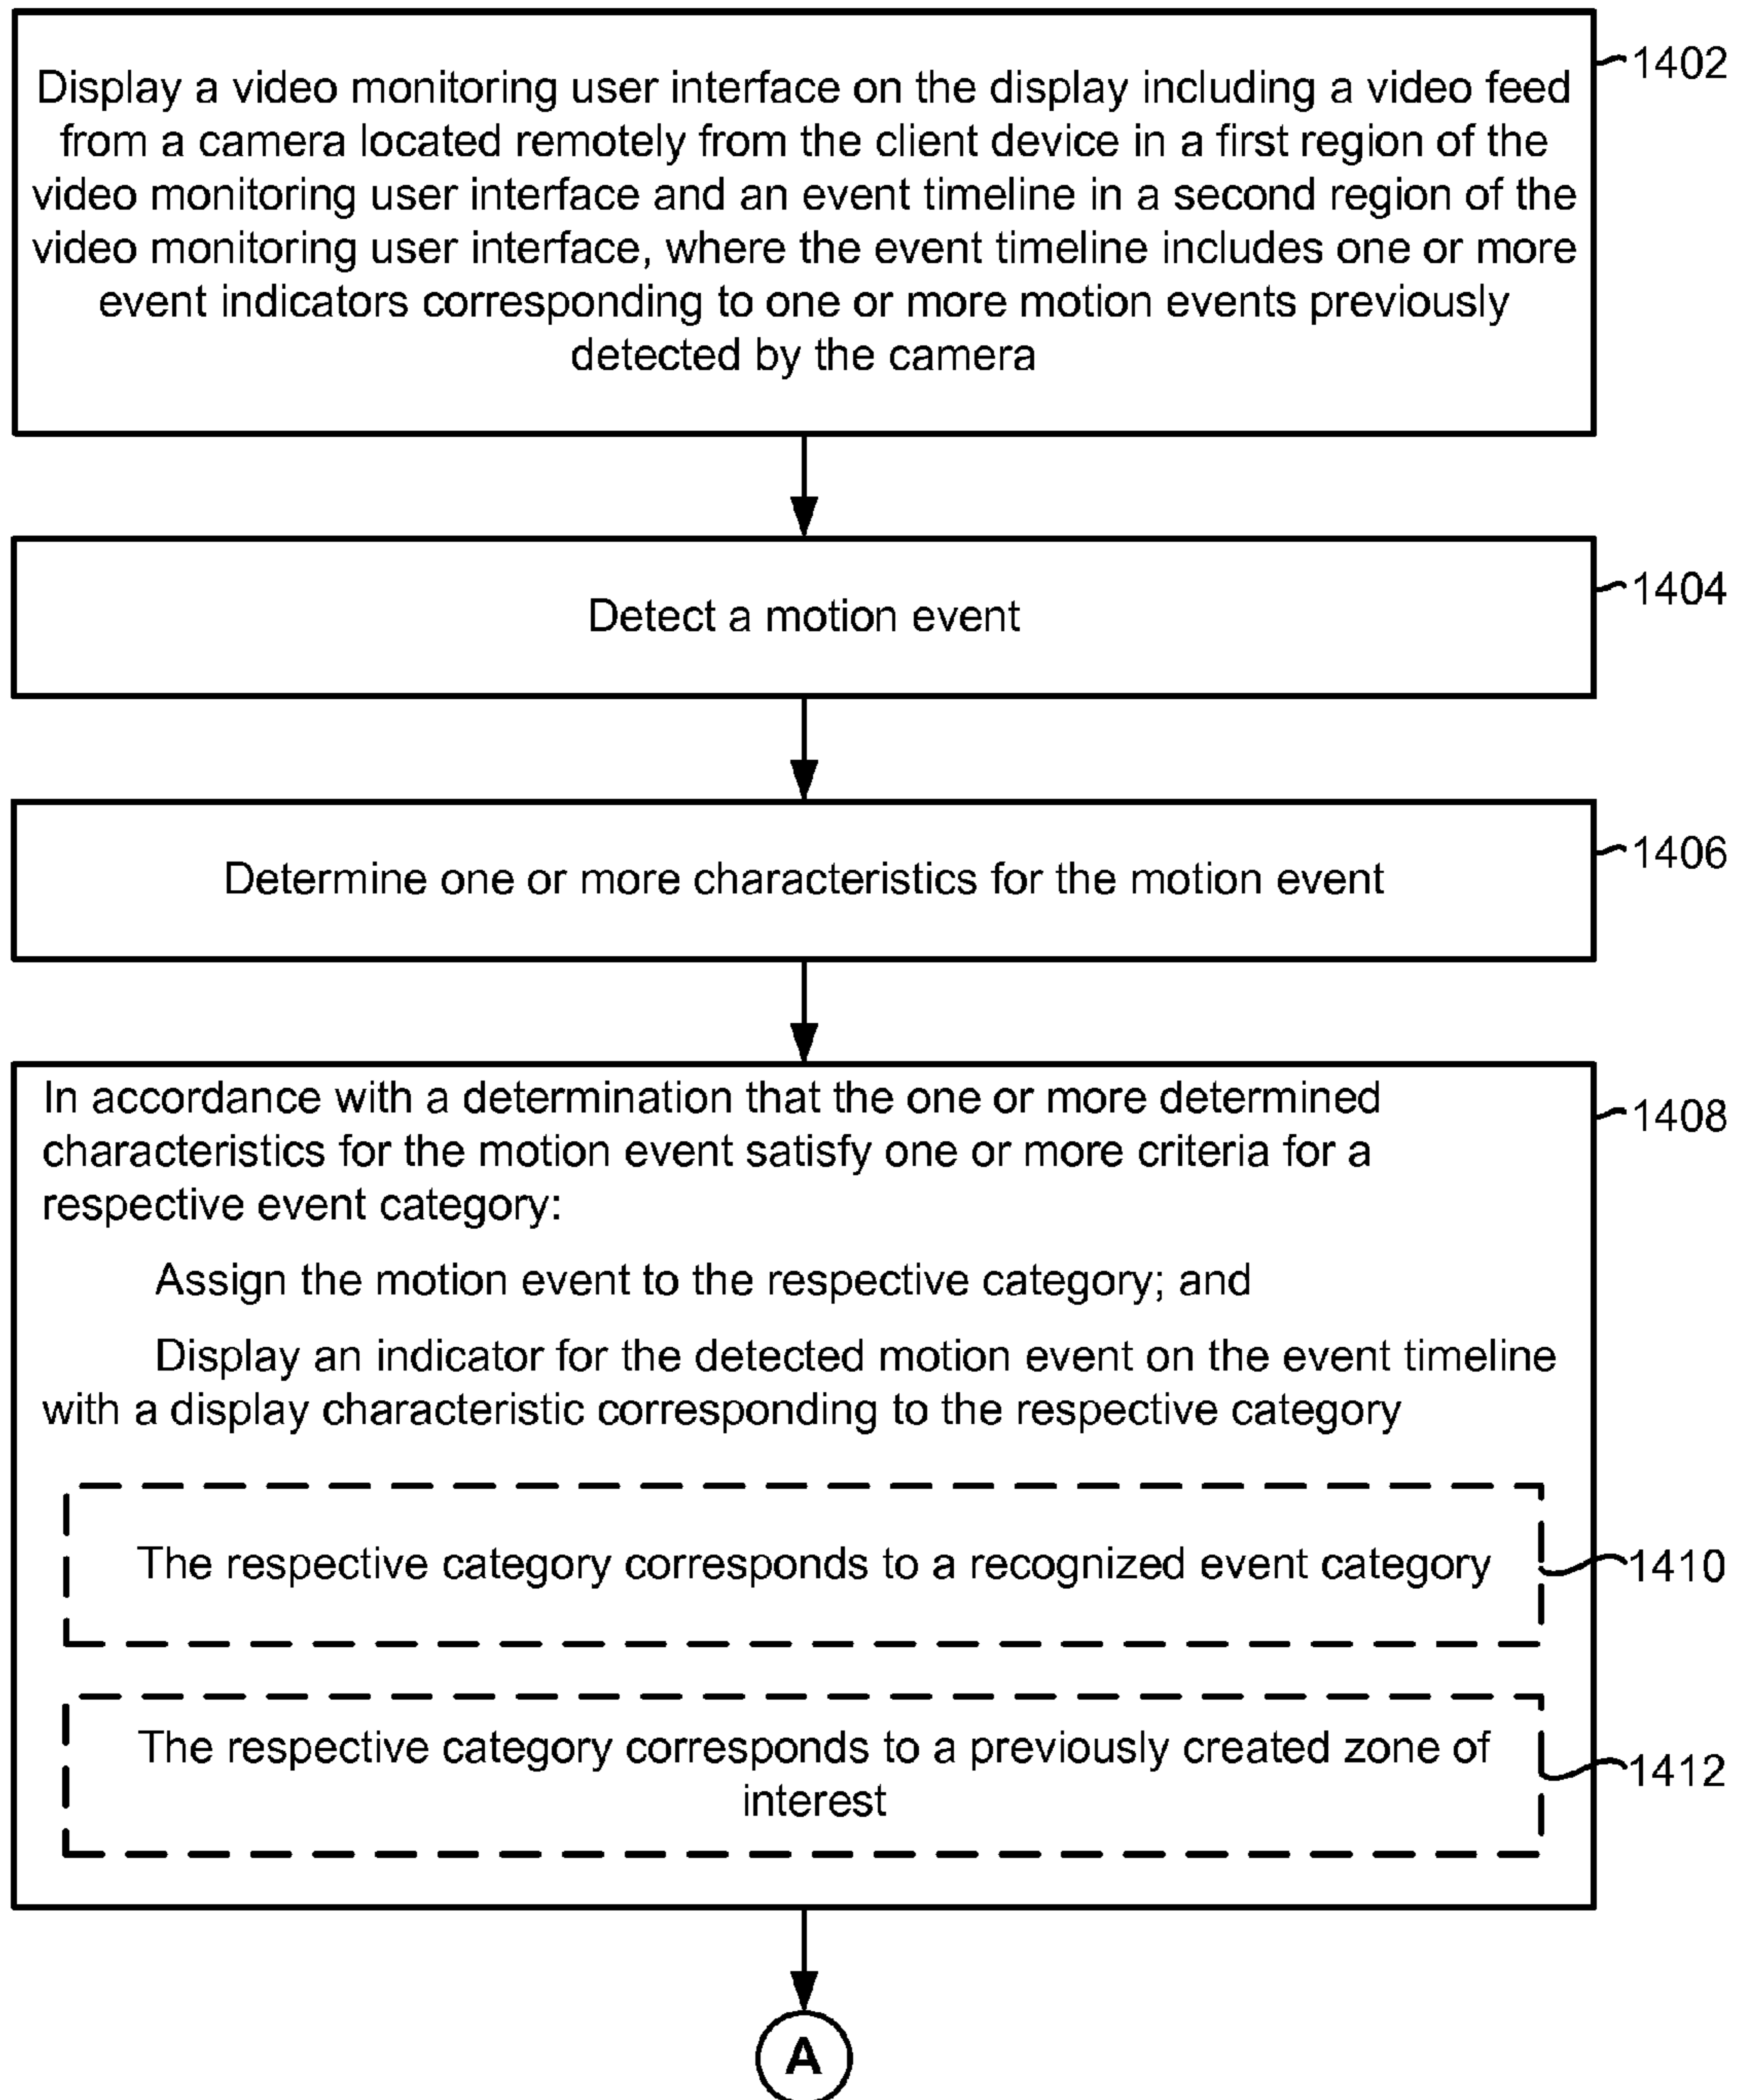 Display a video monitoring user interface on the display including a video feed
from a camera located remotely from the client device in a first region of the
video monitoring user interface and an event timeline in a second region of the
video monitoring user interface, where the event timeline includes one or more
event indicators corresponding to one or more motion events previously
detected by the camera
1402
Detect a motion event
1404
Determine one or more characteristics for the motion event
1406
In accordance with a determination that the one or more determined
characteristics for the motion event satisfy one or more criteria for a
respective event category:
Assign the motion event to the respective category; and
Display an indicator for the detected motion event on the event timeline
with a display characteristic corresponding to the respective category
1408
The respective category corresponds to a recognized event category
1410
The respective category corresponds to a previously created zone of
interest
1412
A